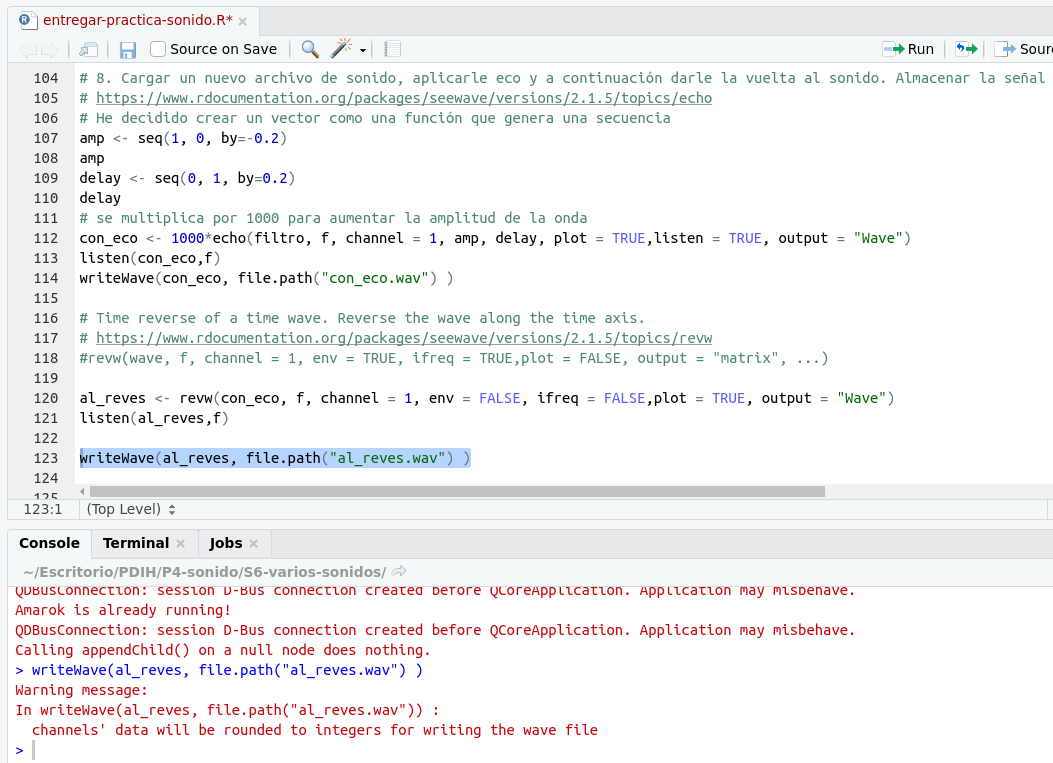 entregar-practica-sonido.R*
Source on Save Run Sour
104 # 8. Cargar un nuevo archivo de sonido, aplicarle eco y a continuación darle la vuelta al sonido. Almacenar la señal
105 # https://www.rdocumentation.org/packages/seewave/versions/2.1.5/topics/echo
106 # He decidido crear un vector como una función que genera una secuencia
107 amp <- seq(1, 0, by=-0.2)
108 amp
109 delay <- seq(0, 1, by=0.2)
110 delay
111 # se multiplica por 1000 para aumentar la amplitud de la onda
112 con_eco <- 1000*echo(filtro, f, channel = 1, amp, delay, plot = TRUE,listen = TRUE, output = "Wave")
113 listen(con_eco,f)
114 writeWave(con_eco, file.path("con_eco.wav") )
115
116 # Time reverse of a time wave. Reverse the wave along the time axis.
117 # https://www.rdocumentation.org/packages/seewave/versions/2.1.5/topics/revw
118 #revw(wave, f, channel = 1, env = TRUE, ifreq = TRUE,plot = FALSE, output = "matrix", ...)
119
120 al_reves <- revw(con_eco, f, channel = 1, env = FALSE, ifreq = FALSE,plot = TRUE, output = "Wave")
121 listen(al_reves,f)
122
123 writeWave(al_reves, file.path("al_reves.wav") )
124
125
123:1 (Top Level)
Console Terminal Jobs
~/Escritorio/PDIH/P4-sonido/S6-varios-sonidos/
QDBusConnection: session D-Bus connection created before QCoreApplication. Application may misbehave.
Amarok is already running!
QDBusConnection: session D-Bus connection created before QCoreApplication. Application may misbehave.
Calling appendChild() on a null node does nothing.
> writeWave(al_reves, file.path("al_reves.wav") )
Warning message:
In writeWave(al_reves, file.path("al_reves.wav")) :
channels' data will be rounded to integers for writing the wave file
>